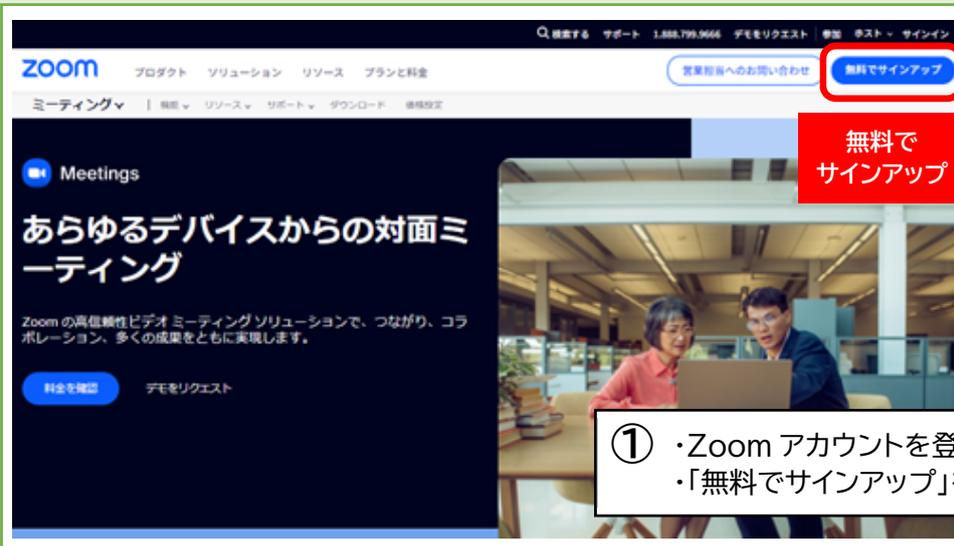 検索する サポート 1.888.799.9666 デモをリクエスト 参加 ホスト サインイン
zoom プロダクト ソリューション リソース プランと料金 営業担当へのお問い合わせ 無料でサインアップ
ミーティング 機能 リソース サポート ダウンロード 価格設定
無料で
サインアップ
Meetings
あらゆるデバイスからの対面ミ
ーティング
Zoom の高信頼性ビデオ ミーティング ソリューションで、つながり、コラ
ボレーション、多くの成果をともに実現します。
料金を確認 デモをリクエスト
① ・Zoom アカウントを登
・「無料でサインアップ」